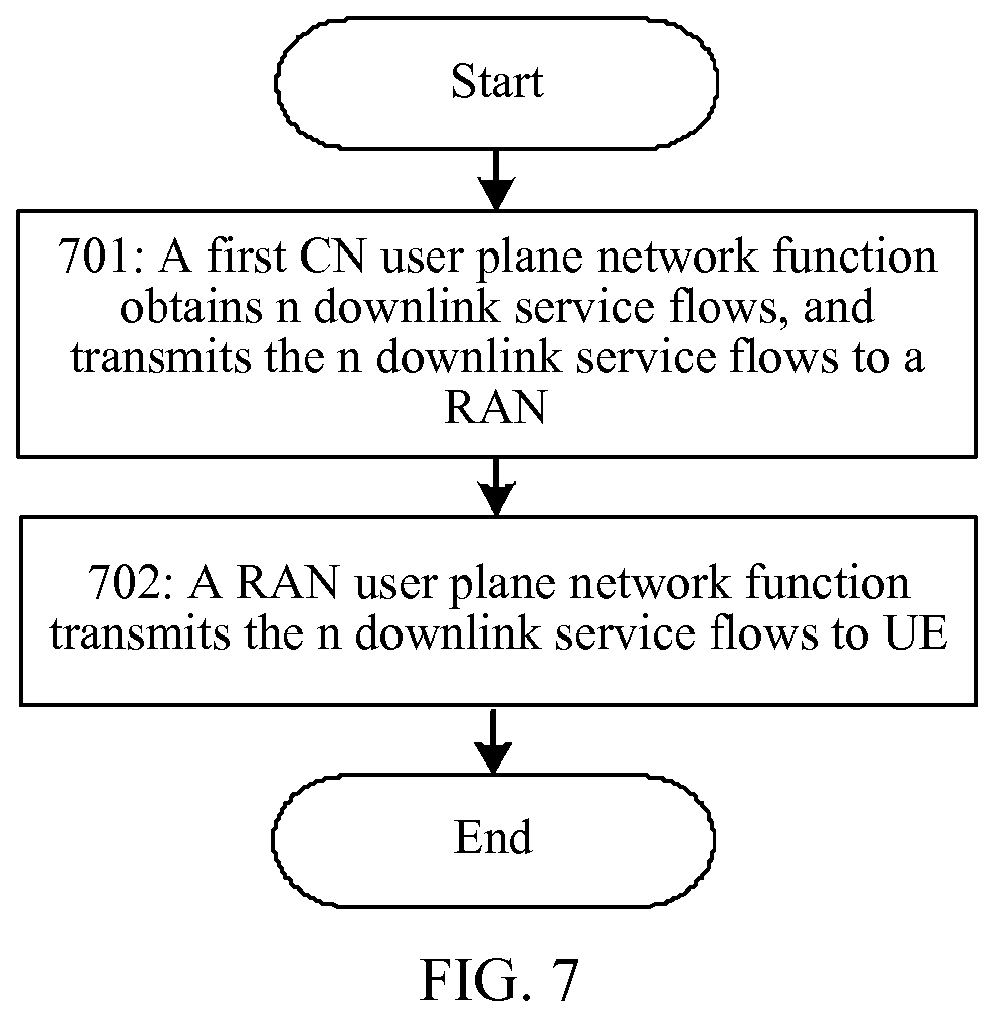 Start
701: A first CN user plane network function
obtains n downlink service flows, and
transmits the n downlink service flows to a
RAN
702: A RAN user plane network function
transmits the n downlink service flows to UE
End
FIG. 7